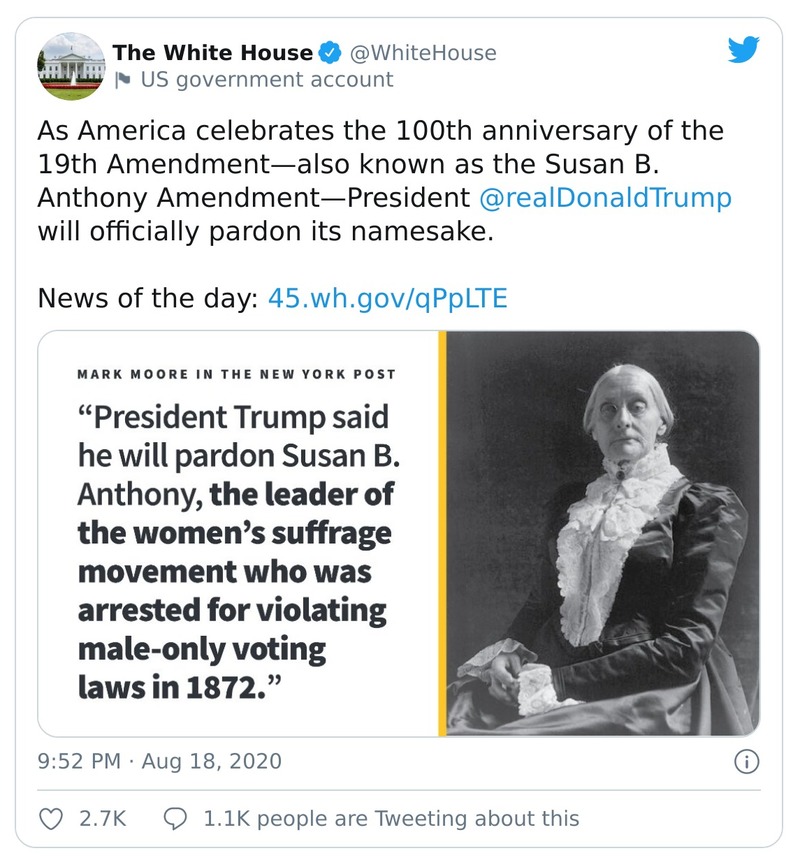 The White House @WhiteHouse
US government account
As America celebrates the 100th anniversary of the
19th Amendment—also known as the Susan B.
Anthony Amendment—President @realDonaldTrump
will officially pardon its namesake.
News of the day: 45.wh.gov/qPpLTE
MARK MOORE IN THE NEW YORK POST
“President Trump said
he will pardon Susan B.
Anthony, the leader of
the women’s suffrage
movement who was
arrested for violating
male-only voting
laws in 1872.”
9:52 PM · Aug 18, 2020
2.7K 1.1K people are Tweeting about this